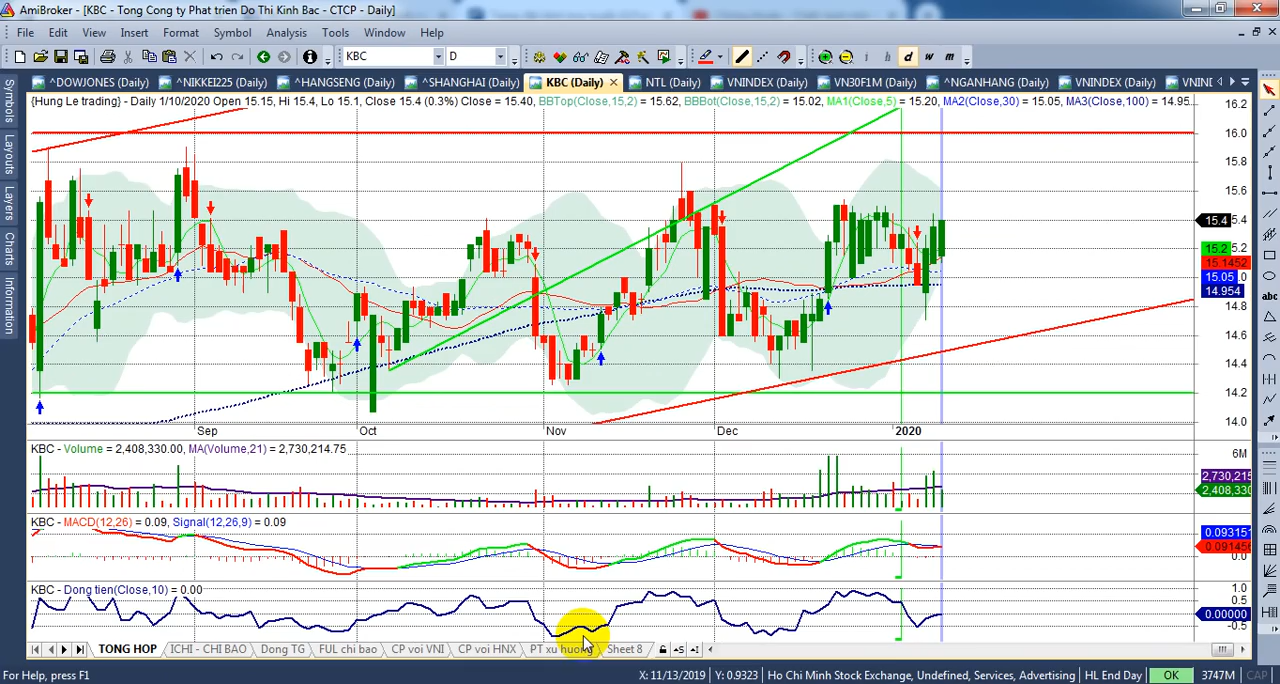 AmiBroker - [KBC - Tong Cong ty Phat trien Do Thi Kinh Bac - CTCP - Daily]
File Edit View Insert Format Symbol Analysis Tools Window Help
KBC D i h d w m
^DOWJONES (Daily) ^NIKKEI225 (Daily) ^HANGSENG (Daily) ^SHANGHAI (Daily) KBC (Daily) NTL (Daily) VNINDEX (Daily) VN30F1M (Daily) ^NGANHANG (Daily) VNINDEX (Daily) VNIN
Symbols
Layouts
Layers
Charts
Information
{Hung Le trading} - Daily 1/10/2020 Open 15.15, Hi 15.4, Lo 15.1, Close 15.4 (0.3%) Close = 15.40, BBTop(Close,15,2) = 15.62, BBBot(Close,15,2) = 15.02, MA1(Close,5) = 15.20, MA2(Close,30) = 15.05, MA3(Close,100) = 14.95
16.2
16.0
15.8
15.6
15.4
15.2
15.1452
15.05
14.954
14.8
14.6
14.4
14.2
14.0
Sep Oct Nov Dec 2020
KBC - Volume = 2,408,330.00, MA(Volume,21) = 2,730,214.75
6M
2,730,215
2,408,330
KBC - MACD(12,26) = 0.09, Signal(12,26,9) = 0.09
0.09315
0.091456
0.0
KBC - Dong tien(Close,10) = 0.00
1.0
0.5
0.00000
-0.5
abc
TONG HOP ICHI - CHI BAO Dong TG FUL chi bao CP voi VNI CP voi HNX PT xu huong Sheet 8
For Help, press F1 X: 11/13/2019 Y: 0.9323 Ho Chi Minh Stock Exchange, Undefined, Services, Advertising HL End Day OK 3747M CAP